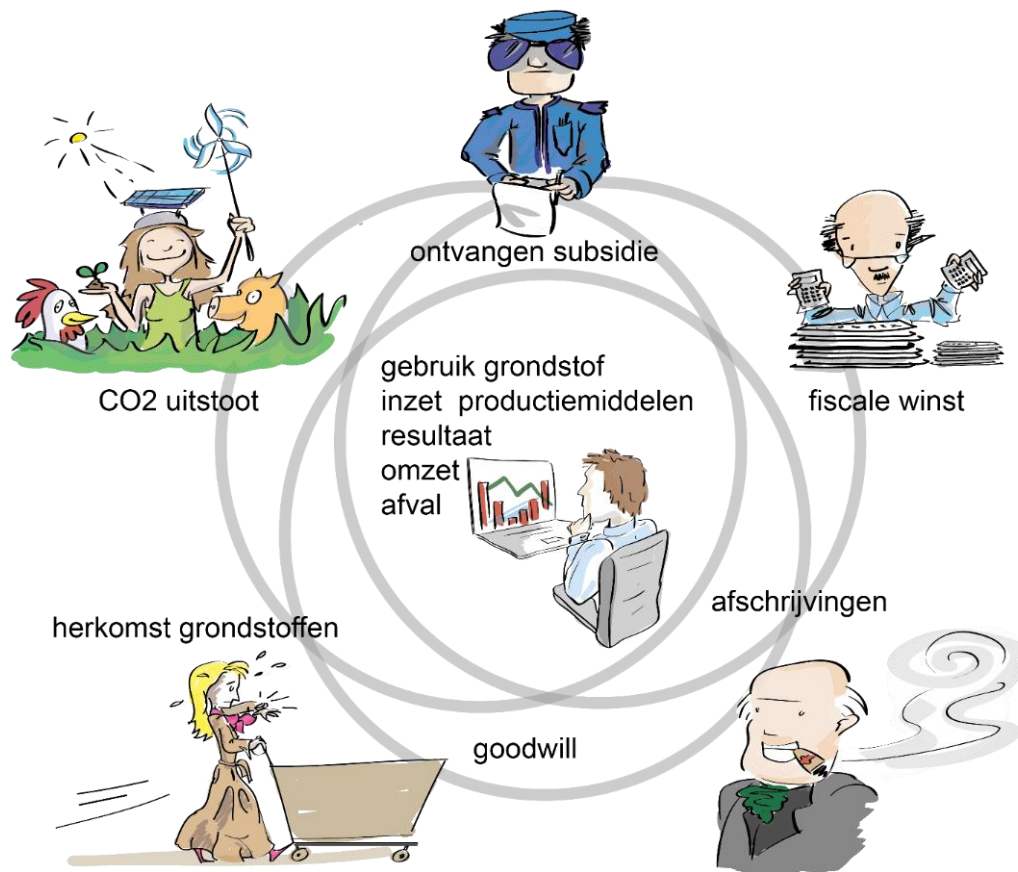 ontvangen subsidie
CO2 uitstoot
fiscale winst
gebruik grondstof
inzet productiemiddelen
resultaat
omzet
afval
afschrijvingen
herkomst grondstoffen
goodwill